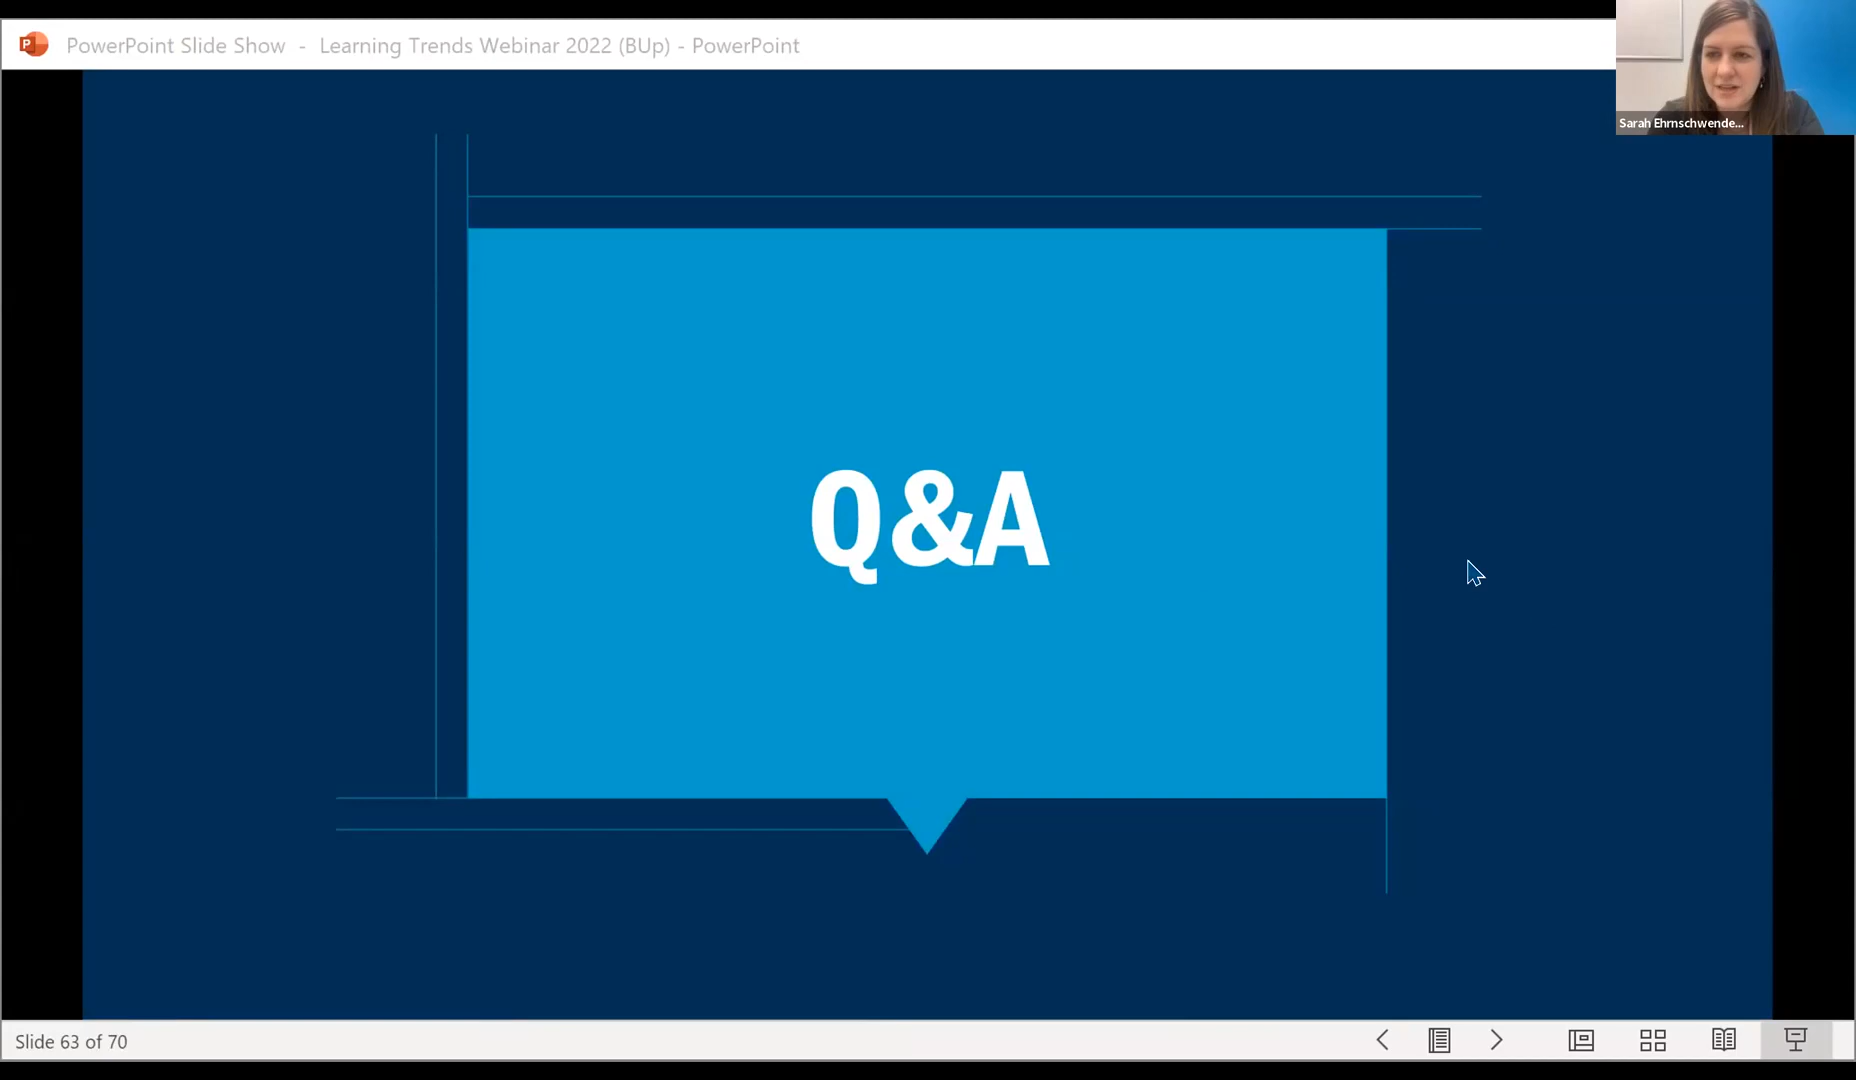 PowerPoint Slide Show - Learning Trends Webinar 2022 (BUp) - PowerPoint
Sarah Ehrnschwende...
Q&A
Slide 63 of 70